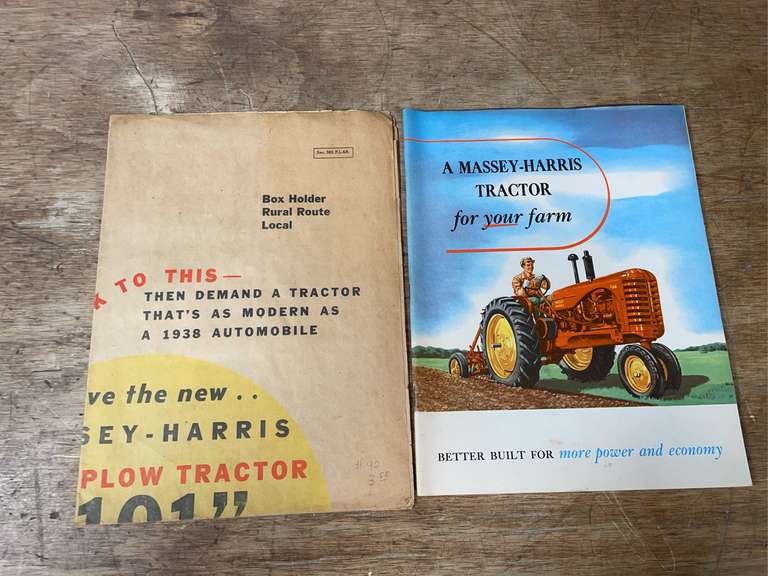 Sec. 562 P.L.&R.
Box Holder
Rural Route
Local
K TO THIS—
THEN DEMAND A TRACTOR
THAT'S AS MODERN AS
A 1938 AUTOMOBILE
ve the new . .
SEY-HARRIS
PLOW TRACTOR
101"
A MASSEY-HARRIS
TRACTOR
for your farm
BETTER BUILT FOR more power and economy